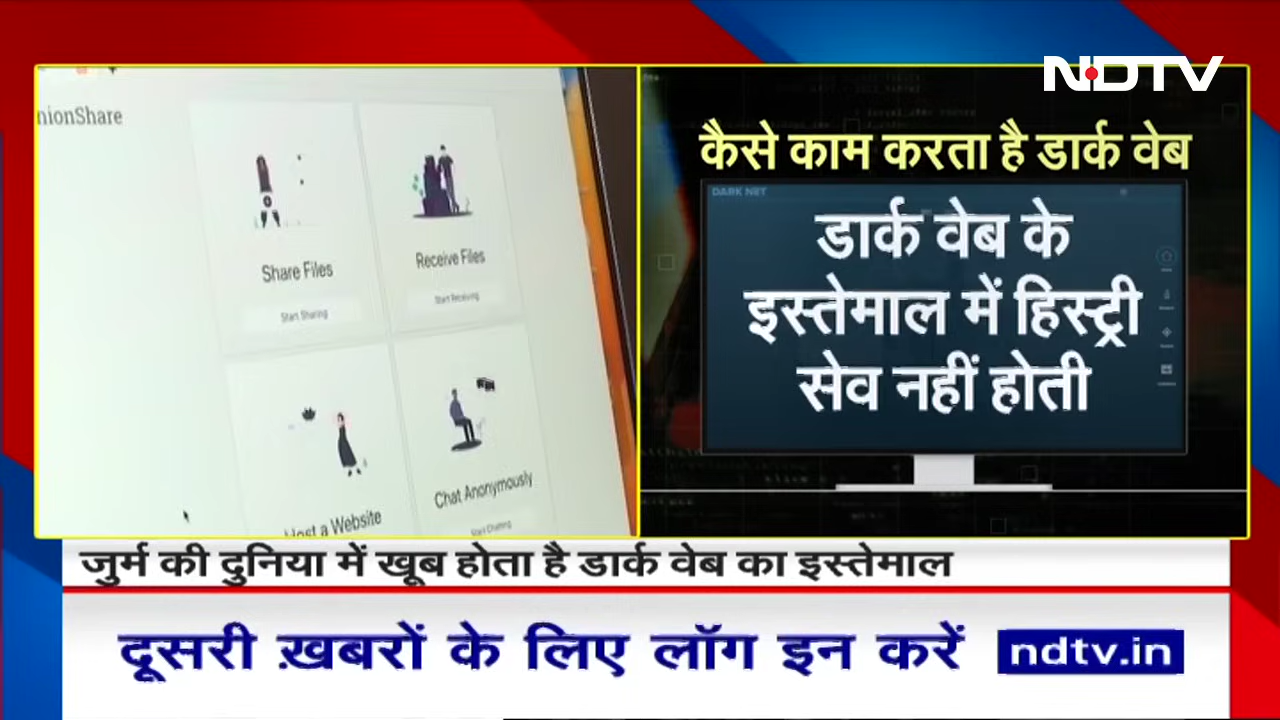 NDTV
nionShare
Share Files
Start Sharing
Receive Files
Start Receiving
Host a Website
Chat Anonymously
Start Chatting
कैसे काम करता है डार्क वेब
DARK NET
डार्क वेब के
इस्तेमाल में हिस्ट्री
सेव नहीं होती
जुर्म की दुनिया में खूब होता है डार्क वेब का इस्तेमाल
दूसरी ख़बरों के लिए लॉग इन करें ndtv.in